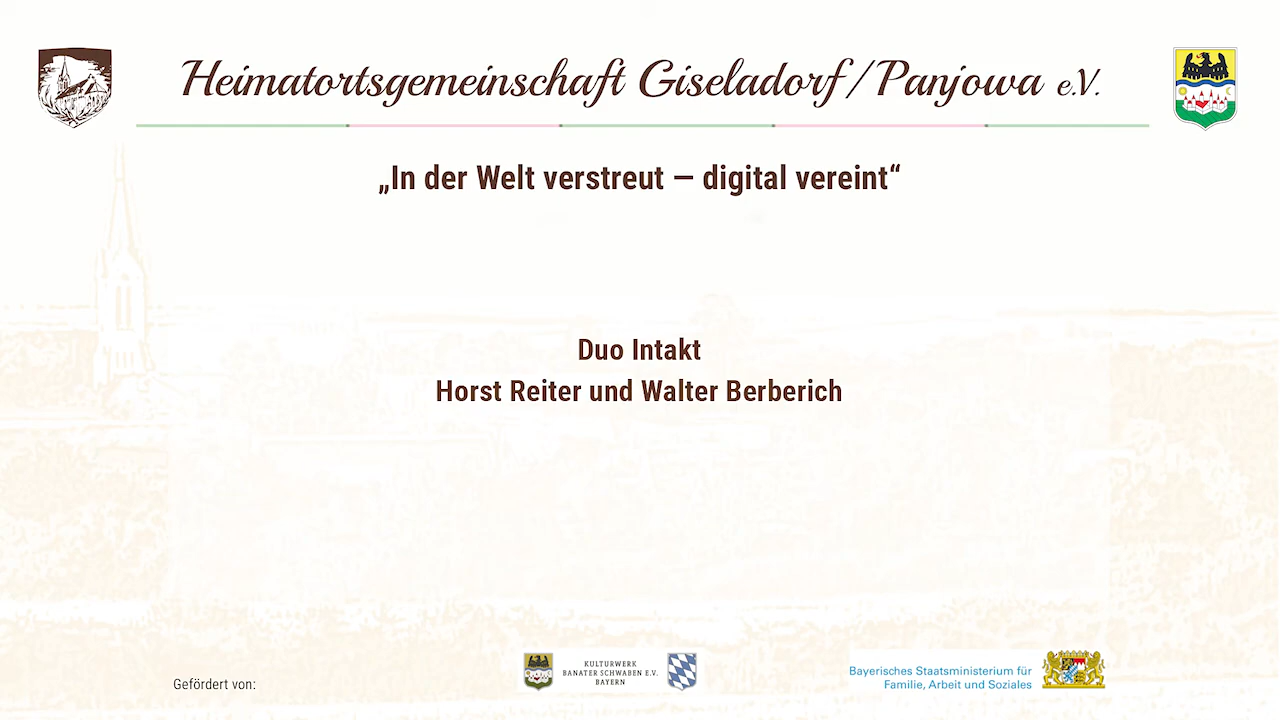 Heimatortsgemeinschaft Giseladorf/Panjowa e.V.
„In der Welt verstreut — digital vereint“
Duo Intakt
Horst Reiter und Walter Berberich
Gefördert von:
KULTURWERK
BANATER SCHWABEN E.V.
BAYERN
Bayerisches Staatsministerium für
Familie, Arbeit und Soziales